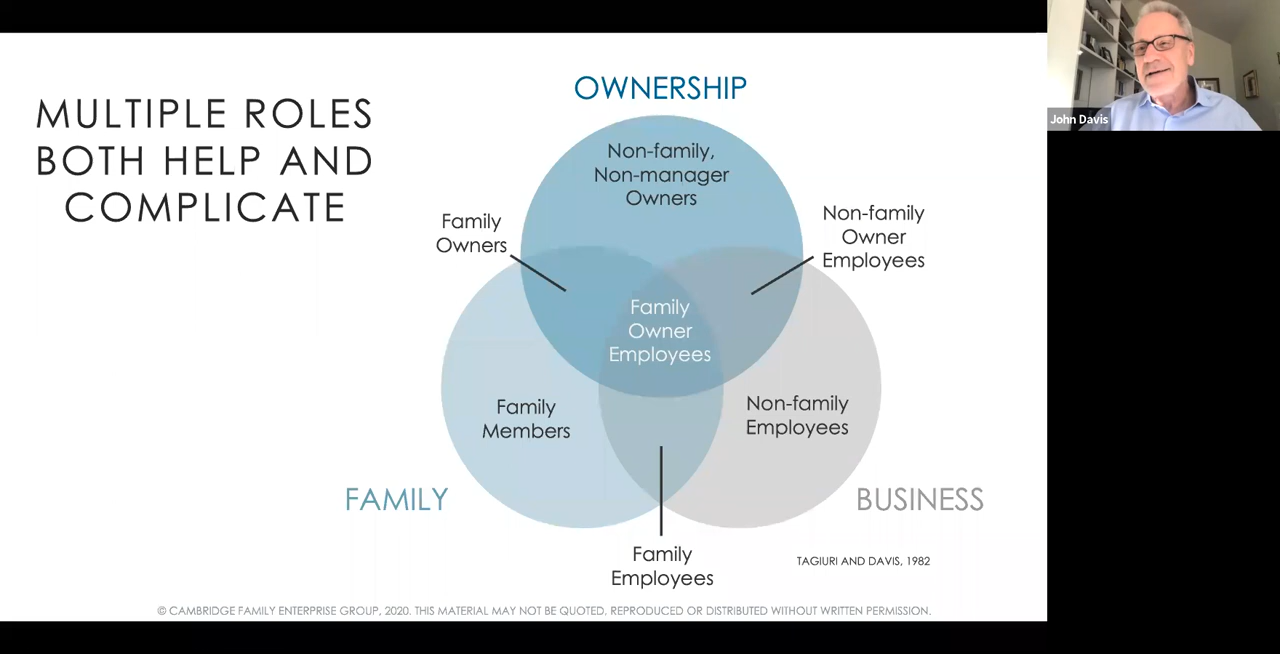 MULTIPLE ROLES
BOTH HELP AND
COMPLICATE
OWNERSHIP
Non-family,
Non-manager
Owners
Family
Owners
Non-family
Owner
Employees
Family
Owner
Employees
Family
Members
Non-family
Employees
FAMILY
BUSINESS
Family
Employees
TAGIURI AND DAVIS, 1982
© CAMBRIDGE FAMILY ENTERPRISE GROUP, 2020. THIS MATERIAL MAY NOT BE QUOTED, REPRODUCED OR DISTRIBUTED WITHOUT WRITTEN PERMISSION.
John Davis